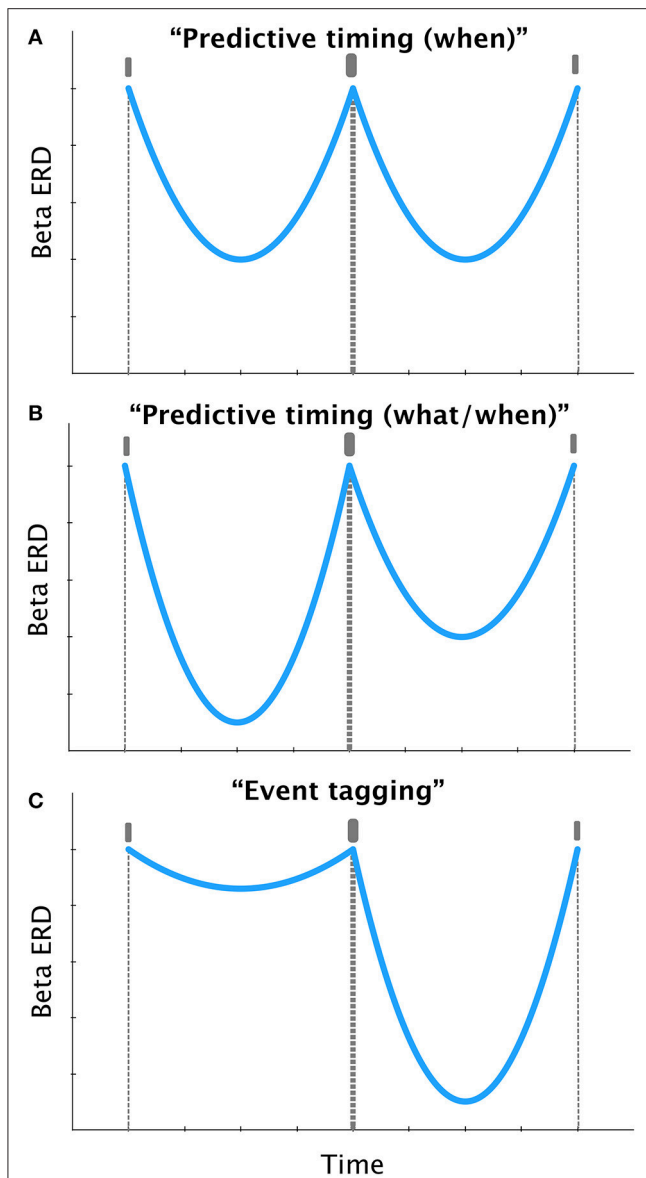 A
“Predictive timing (when)”
Beta ERD
B
“Predictive timing (what/when)”
Beta ERD
C
“Event tagging”
Beta ERD
Time